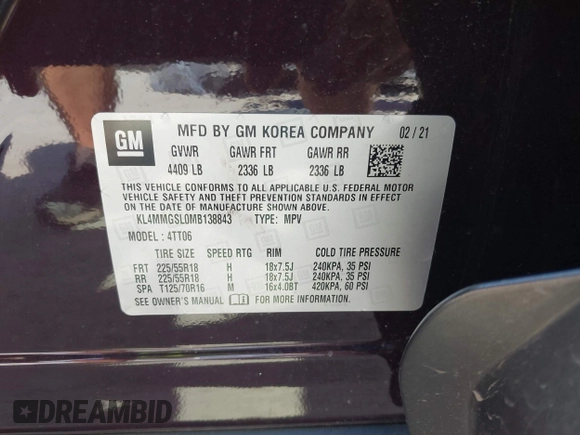 GM
MFD BY GM KOREA COMPANY 02/21
GVWR GAWR FRT GAWR RR
4409 LB 2336 LB 2336 LB
THIS VEHICLE CONFORMS TO ALL APPLICABLE U.S. FEDERAL MOTOR
VEHICLE SAFETY AND THEFT PREVENTION STANDARDS IN EFFECT
ON THE DATE OF MANUFACTURE SHOWN ABOVE.
KL4MMGSL0MB138843 TYPE: MPV
MODEL: 4TT06
TIRE SIZE SPEED RTG RIM COLD TIRE PRESSURE
FRT 225/55R18 H 18x7.5J 240KPA, 35 PSI
RR 225/55R18 H 18x7.5J 240KPA, 35 PSI
SPA T125/70R16 M 16x4.0BT 420KPA, 60 PSI
SEE OWNER'S MANUAL FOR MORE INFORMATION.
DREAMBID